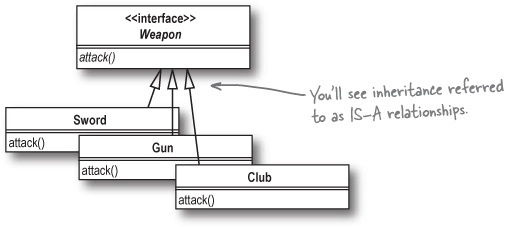 <<interface>>
Weapon
attack()
You'll see inheritance referred
to as IS-A relationships.
Sword
attack()
Gun
attack()
Club
attack()